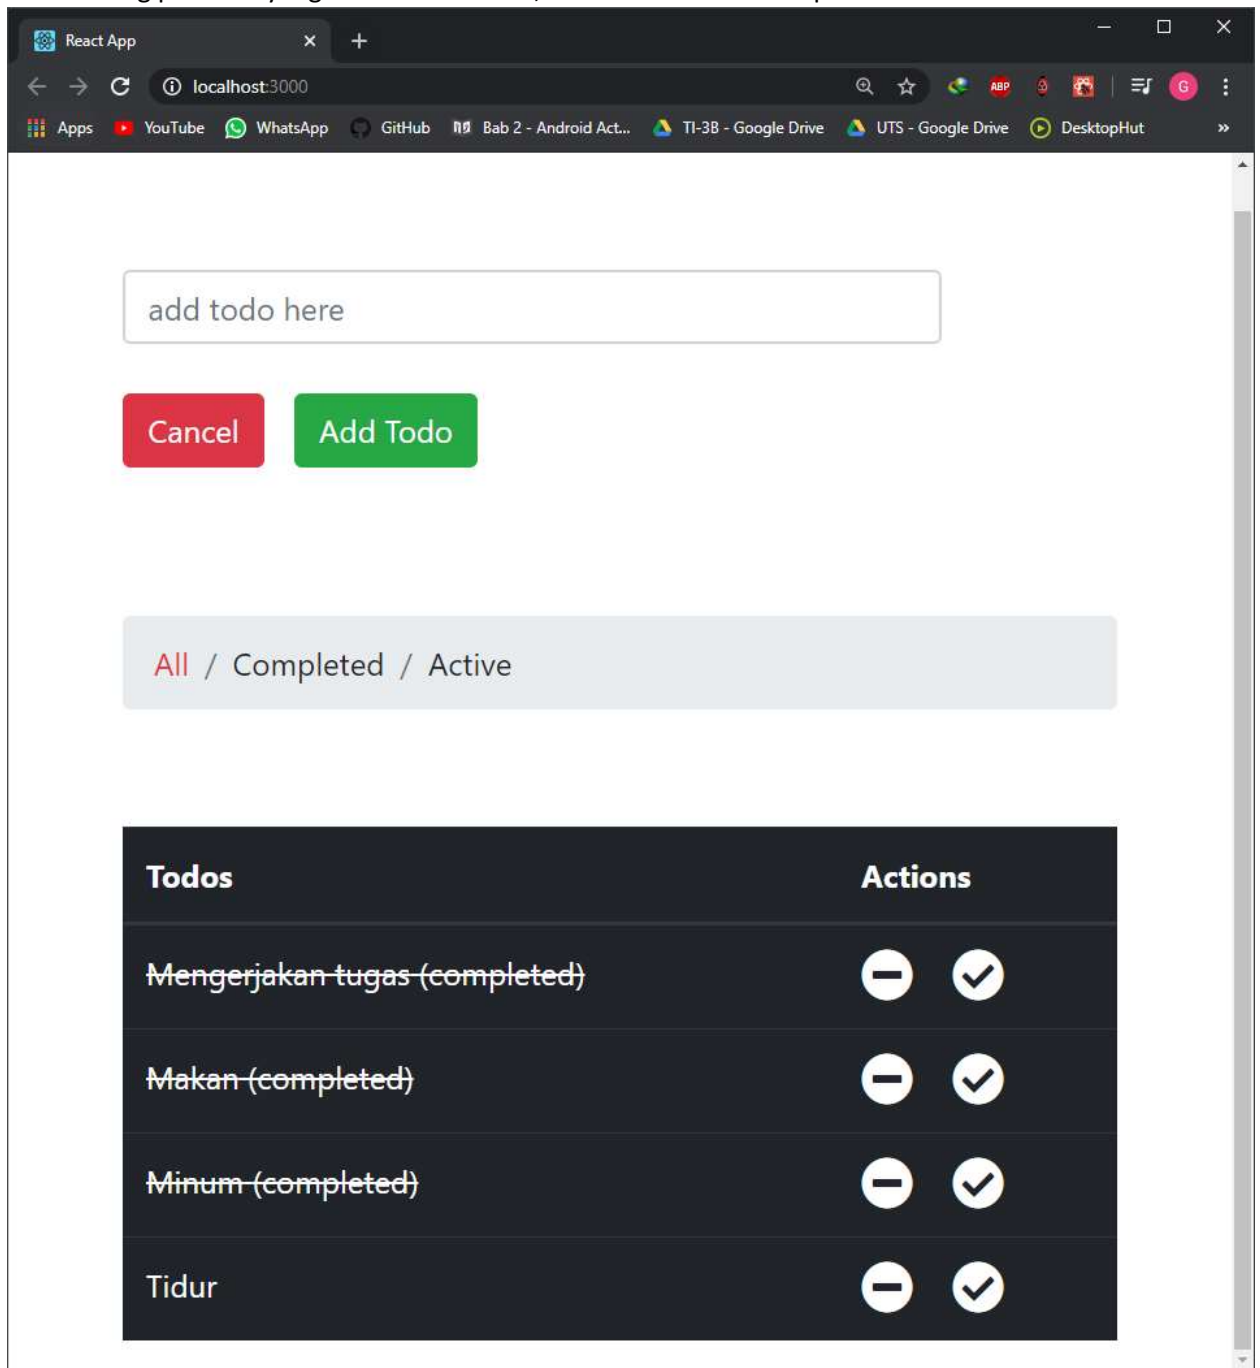 React App
localhost:3000
ABP
G
Apps YouTube WhatsApp GitHub Bab 2 - Android Act... TI-3B - Google Drive UTS - Google Drive DesktopHut »
add todo here
Cancel Add Todo
All / Completed / Active
Todos Actions
Mengerjakan tugas (completed)
Makan (completed)
Minum (completed)
Tidur